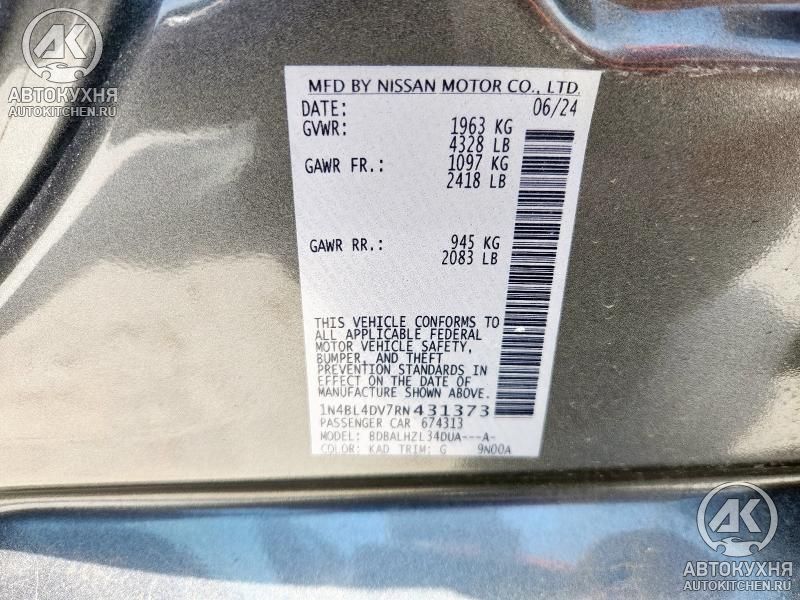 AK
АВТОКУХНЯ
AUTOKITCHEN.RU
MFD BY NISSAN MOTOR CO., LTD.
DATE: 06/24
GVWR: 1963 KG
4328 LB
GAWR FR.: 1097 KG
2418 LB
GAWR RR.: 945 KG
2083 LB
THIS VEHICLE CONFORMS TO
ALL APPLICABLE FEDERAL
MOTOR VEHICLE SAFETY,
BUMPER, AND THEFT
PREVENTION STANDARDS IN
EFFECT ON THE DATE OF
MANUFACTURE SHOWN ABOVE.
1N4BL4DV7RN431373
PASSENGER CAR 674313
MODEL: BDBALHZL34DUA---A-
COLOR: KAD TRIM: G 9N00A
AK
АВТОКУХНЯ
AUTOKITCHEN.RU